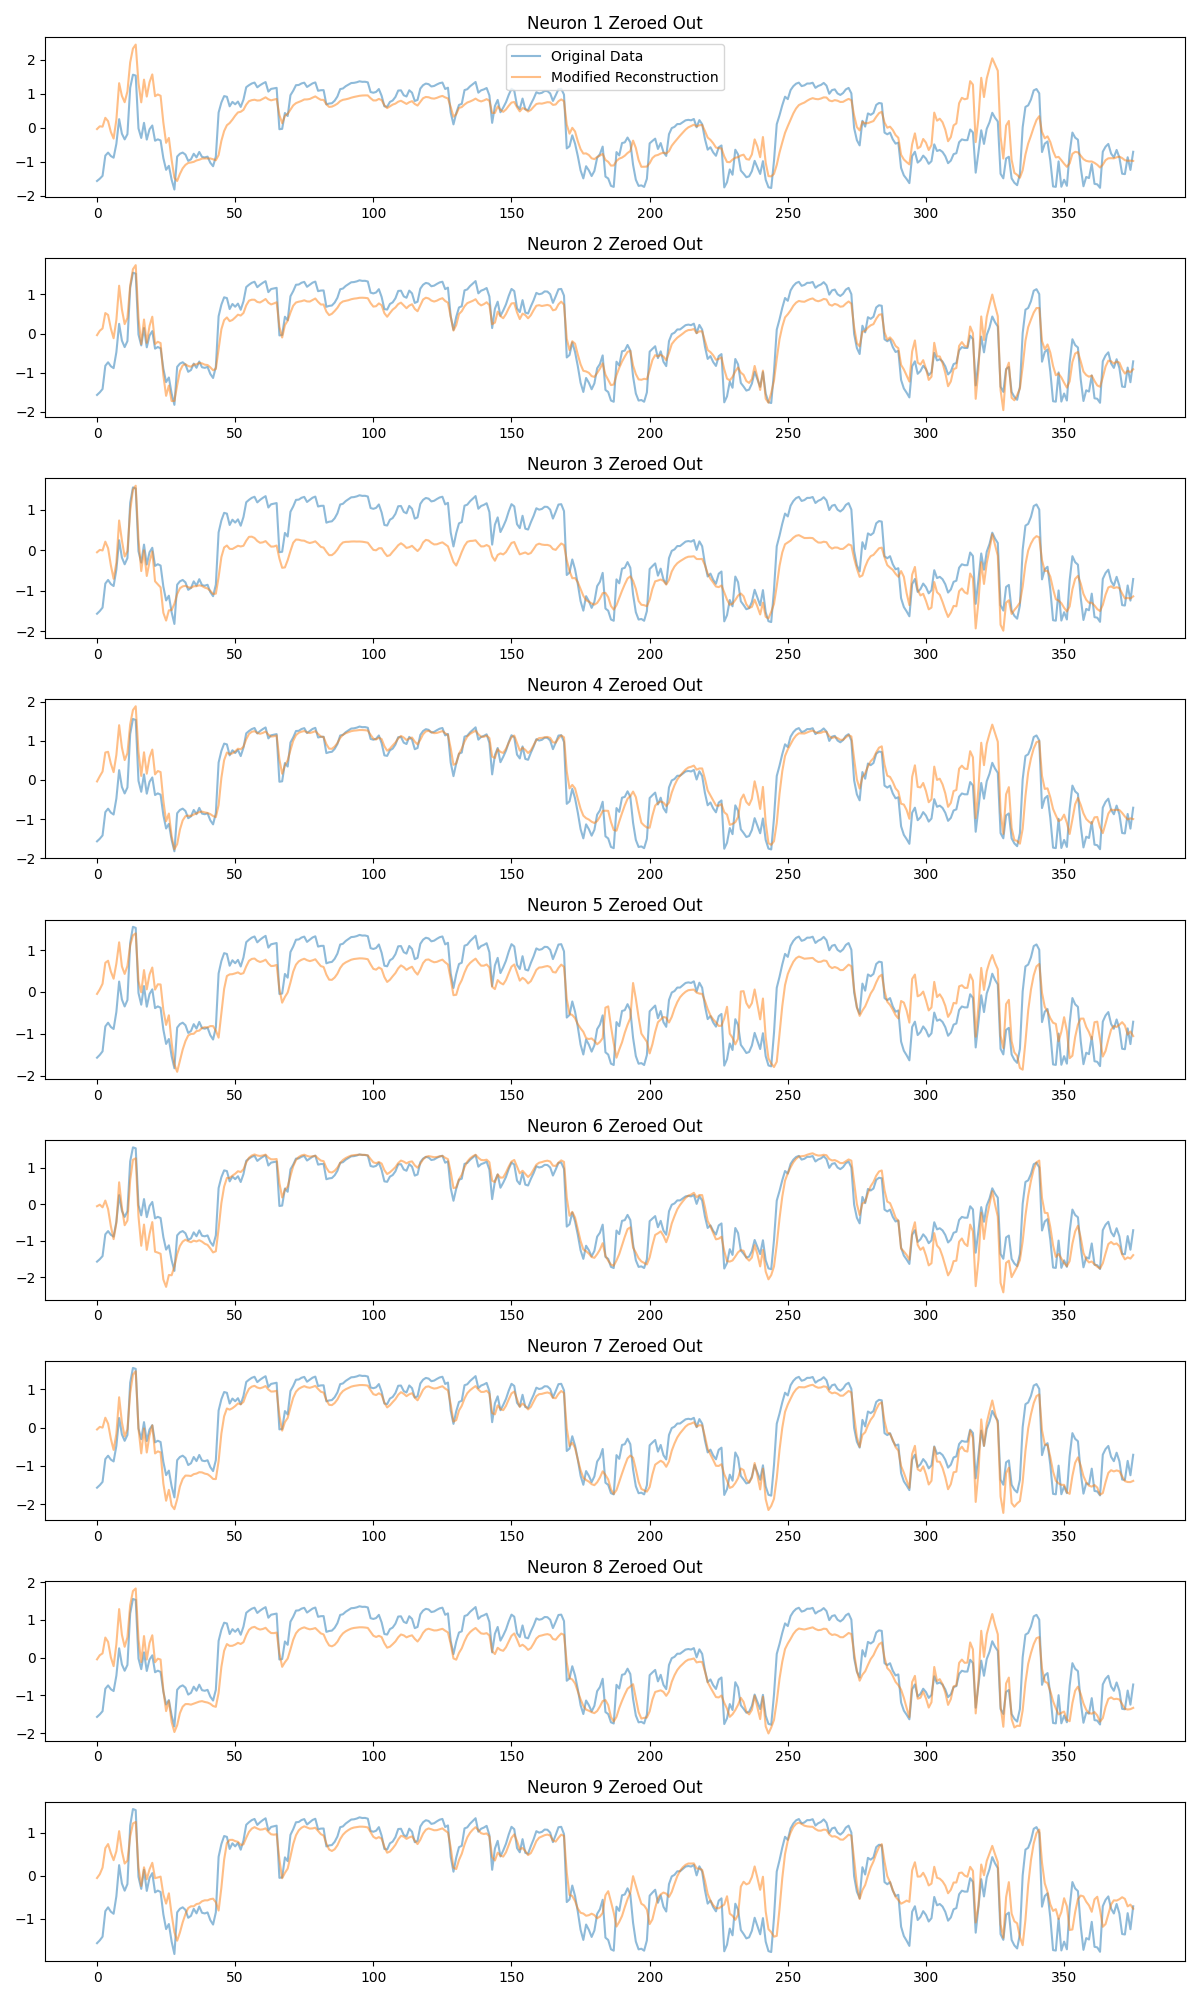 Neuron 1 Zeroed Out
Original Data
Modified Reconstruction
2
1
0
−1
−2
0 50 100 150 200 250 300 350
Neuron 2 Zeroed Out
1
0
−1
−2
0 50 100 150 200 250 300 350
Neuron 3 Zeroed Out
1
0
−1
−2
0 50 100 150 200 250 300 350
Neuron 4 Zeroed Out
2
1
0
−1
−2
0 50 100 150 200 250 300 350
Neuron 5 Zeroed Out
1
0
−1
−2
0 50 100 150 200 250 300 350
Neuron 6 Zeroed Out
1
0
−1
−2
0 50 100 150 200 250 300 350
Neuron 7 Zeroed Out
1
0
−1
−2
0 50 100 150 200 250 300 350
Neuron 8 Zeroed Out
2
1
0
−1
−2
0 50 100 150 200 250 300 350
Neuron 9 Zeroed Out
1
0
−1
0 50 100 150 200 250 300 350